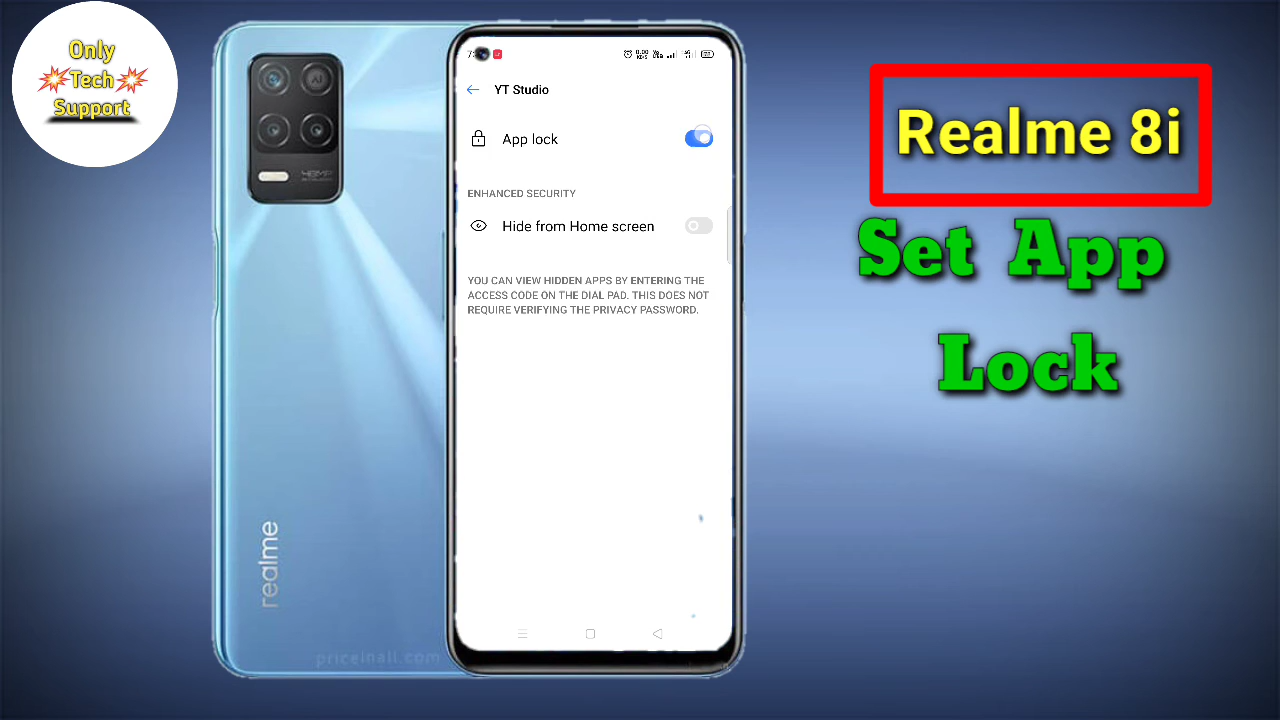 Only
Tech
Support
YT Studio
App lock
ENHANCED SECURITY
Hide from Home screen
YOU CAN VIEW HIDDEN APPS BY ENTERING THE
ACCESS CODE ON THE DIAL PAD. THIS DOES NOT
REQUIRE VERIFYING THE PRIVACY PASSWORD.
Realme 8i
Set App
Lock
AI
48MP
realme
priceinall.com